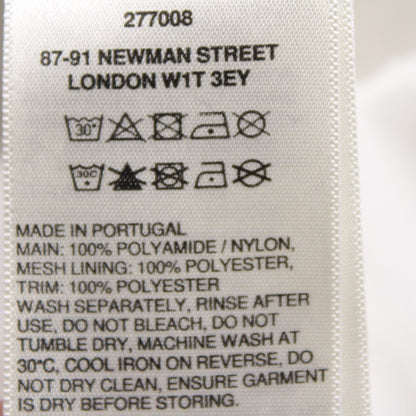 277008
87-91 NEWMAN STREET
LONDON W1T 3EY
30°
30C
MADE IN PORTUGAL
MAIN: 100% POLYAMIDE / NYLON,
MESH LINING: 100% POLYESTER,
TRIM: 100% POLYESTER
WASH SEPARATELY, RINSE AFTER
USE, DO NOT BLEACH, DO NOT
TUMBLE DRY, MACHINE WASH AT
30°C, COOL IRON ON REVERSE, DO
NOT DRY CLEAN, ENSURE GARMENT
IS DRY BEFORE STORING.